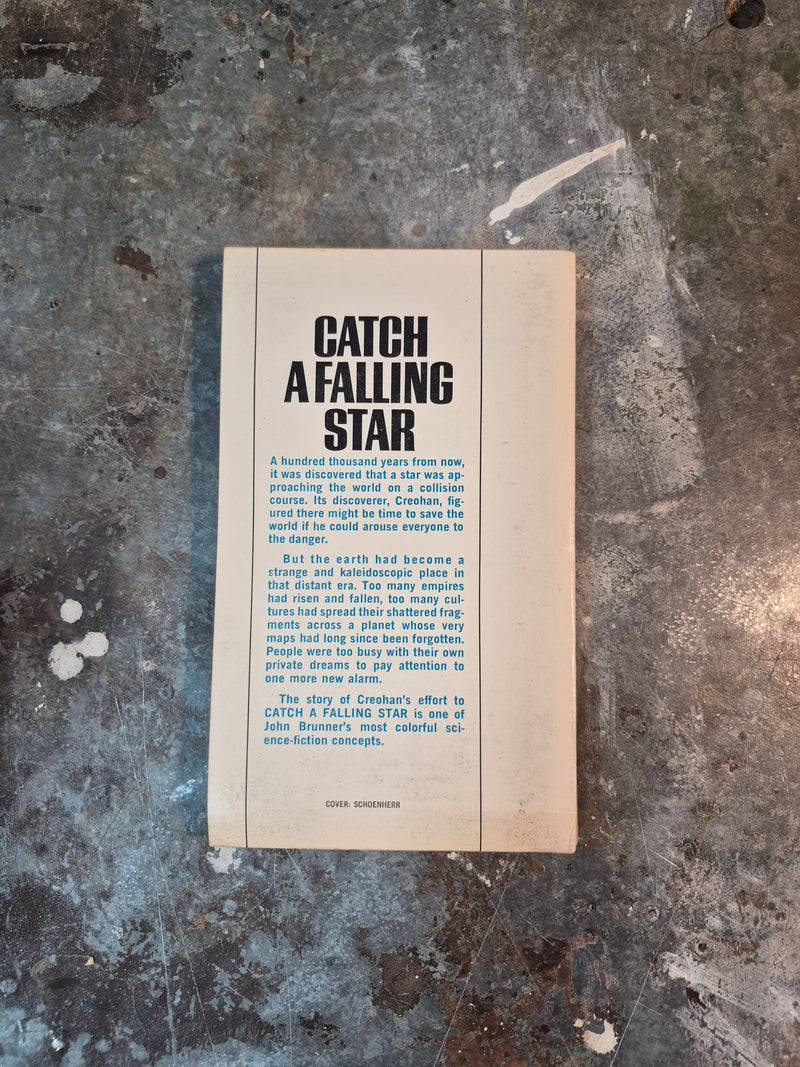 CATCH
A FALLING
STAR
A hundred thousand years from now,
it was discovered that a star was ap-
proaching the world on a collision
course. Its discoverer, Creohan, fig-
ured there might be time to save the
world if he could arouse everyone to
the danger.
But the earth had become a
strange and kaleidoscopic place in
that distant era. Too many empires
had risen and fallen, too many cul-
tures had spread their shattered frag-
ments across a planet whose very
maps had long since been forgotten.
People were too busy with their own
private dreams to pay attention to
one more new alarm.
The story of Creohan's effort to
CATCH A FALLING STAR is one of
John Brunner's most colorful sci-
ence-fiction concepts.
COVER: SCHOENHERR